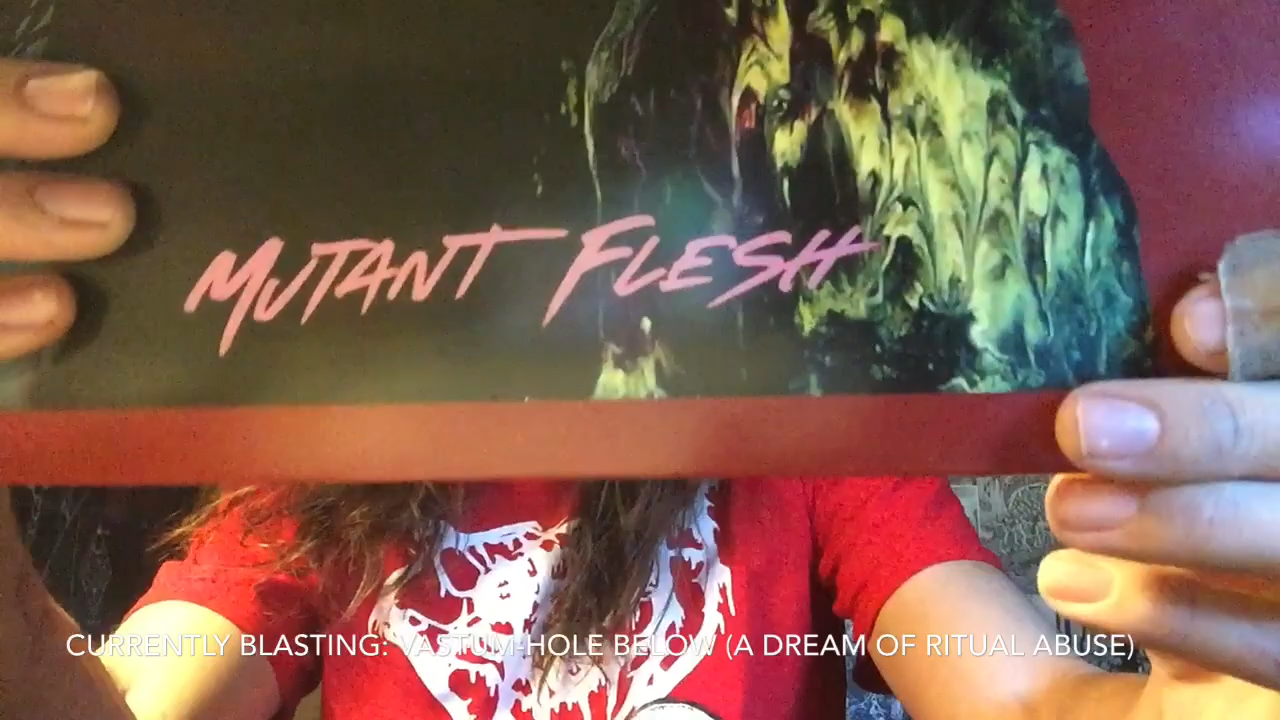 MUTANT FLESH
CURRENTLY BLASTING: VASTUM-HOLE BELOW (A DREAM OF RITUAL ABUSE)